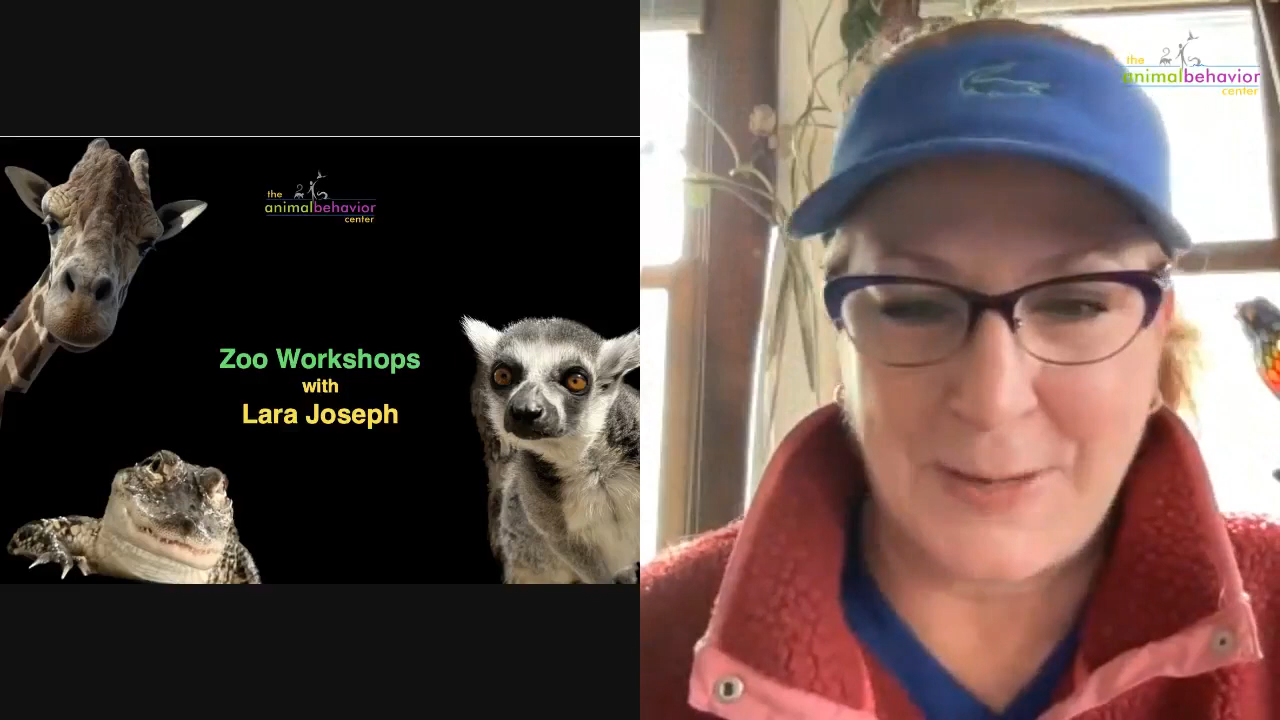 the
animalbehavior
center
Zoo Workshops
with
Lara Joseph
the
animalbehavior
center